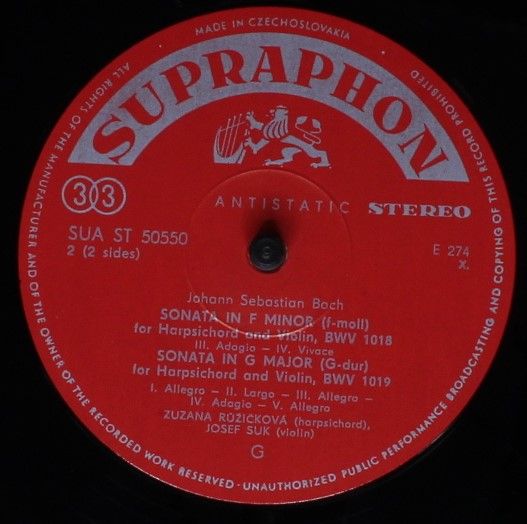 MADE IN CZECHOSLOVAKIA
ALL RIGHTS OF THE MANUFACTURER AND OF THE OWNER OF THE RECORDED WORK RESERVED - UNAUTHORIZED PUBLIC PERFORMANCE BROADCASTING AND COPYING OF THIS RECORD PROHIBITED
SUPRAPHON
33
ANTISTATIC STEREO
SUA ST 50550
E 274
2 (2 sides)
x.
Johann Sebastian Bach
SONATA IN F MINOR (f-moll)
for Harpsichord and Violin, BWV 1018
III. Adagio – IV. Vivace
SONATA IN G MAJOR (G-dur)
for Harpsichord and Violin, BWV 1019
I. Allegro – II. Largo – III. Allegro –
IV. Adagio – V. Allegro
ZUZANA RŮŽIČKOVÁ (harpsichord),
JOSEF SUK (violin)
G